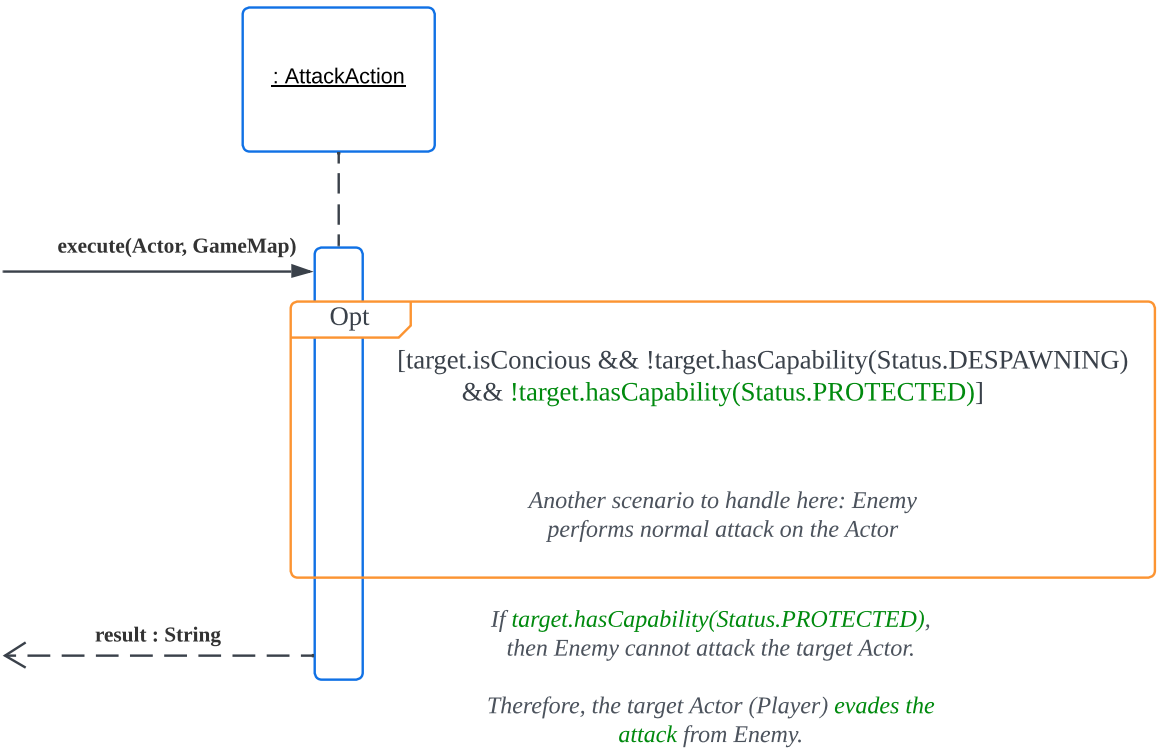 : AttackAction
execute(Actor, GameMap)
Opt
[target.isConcious && !target.hasCapability(Status.DESPAWNING)
&& !target.hasCapability(Status.PROTECTED)]
Another scenario to handle here: Enemy
performs normal attack on the Actor
If target.hasCapability(Status.PROTECTED),
then Enemy cannot attack the target Actor.
result : String
Therefore, the target Actor (Player) evades the
attack from Enemy.